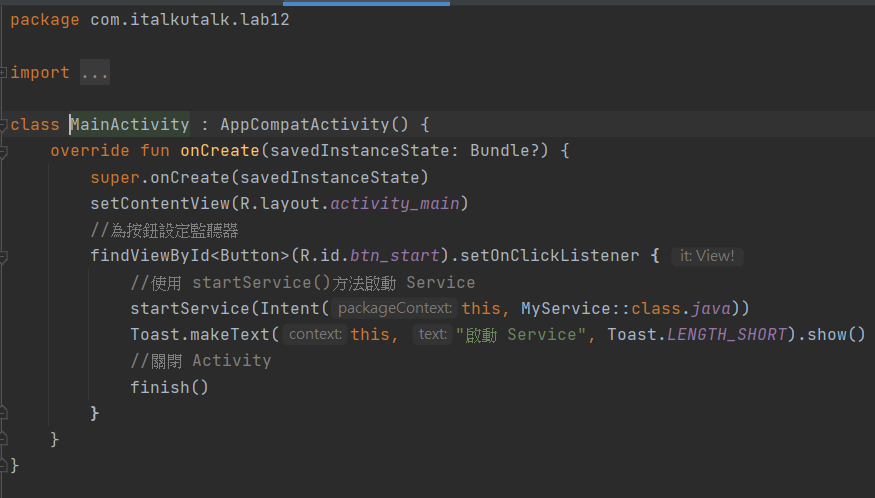 package com.italkutalk.lab12
import ...
class MainActivity : AppCompatActivity() {
override fun onCreate(savedInstanceState: Bundle?) {
super.onCreate(savedInstanceState)
setContentView(R.layout.activity_main)
//為按鈕設定監聽器
findViewById<Button>(R.id.btn_start).setOnClickListener { it: View!
//使用 startService()方法啟動 Service
startService(Intent( packageContext: this, MyService::class.java))
Toast.makeText( context: this, text: "啟動 Service", Toast.LENGTH_SHORT).show()
//關閉 Activity
finish()
}
}
}